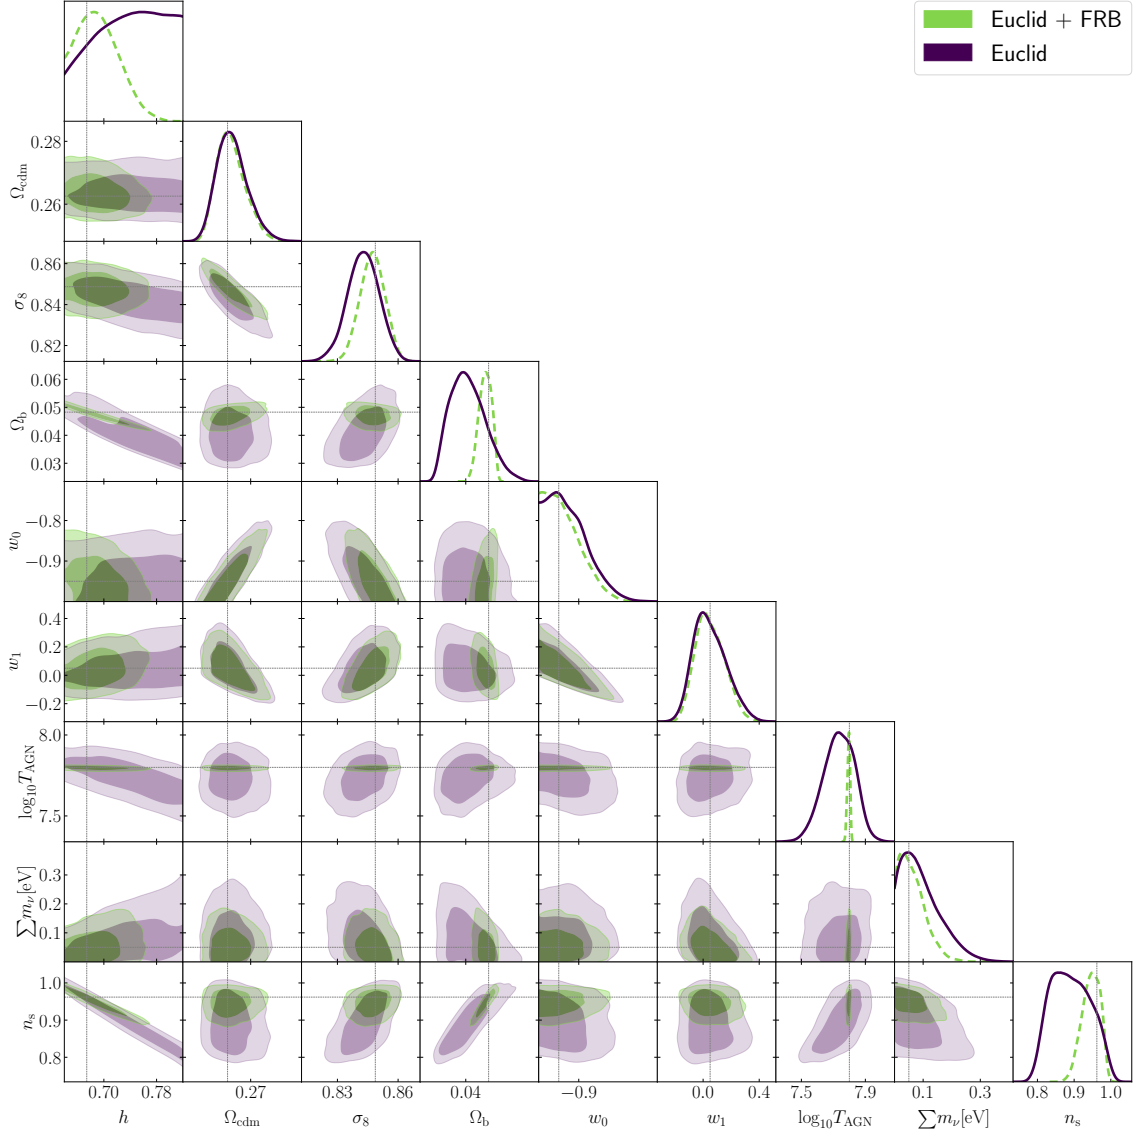 Euclid + FRB
Euclid
Ω_cdm
0.28
0.26
σ_8
0.86
0.84
0.82
Ω_b
0.06
0.05
0.04
0.03
w_0
−0.8
−0.9
w_1
0.4
0.2
0.0
−0.2
log_10 T_AGN
8.0
7.5
∑ m_ν [eV]
0.3
0.2
0.1
n_s
1.0
0.9
0.8
0.70 0.78 0.27 0.83 0.86 0.04 −0.9 0.0 0.4 7.5 7.9 0.1 0.3 0.8 0.9 1.0
h Ω_cdm σ_8 Ω_b w_0 w_1 log_10 T_AGN ∑ m_ν [eV] n_s